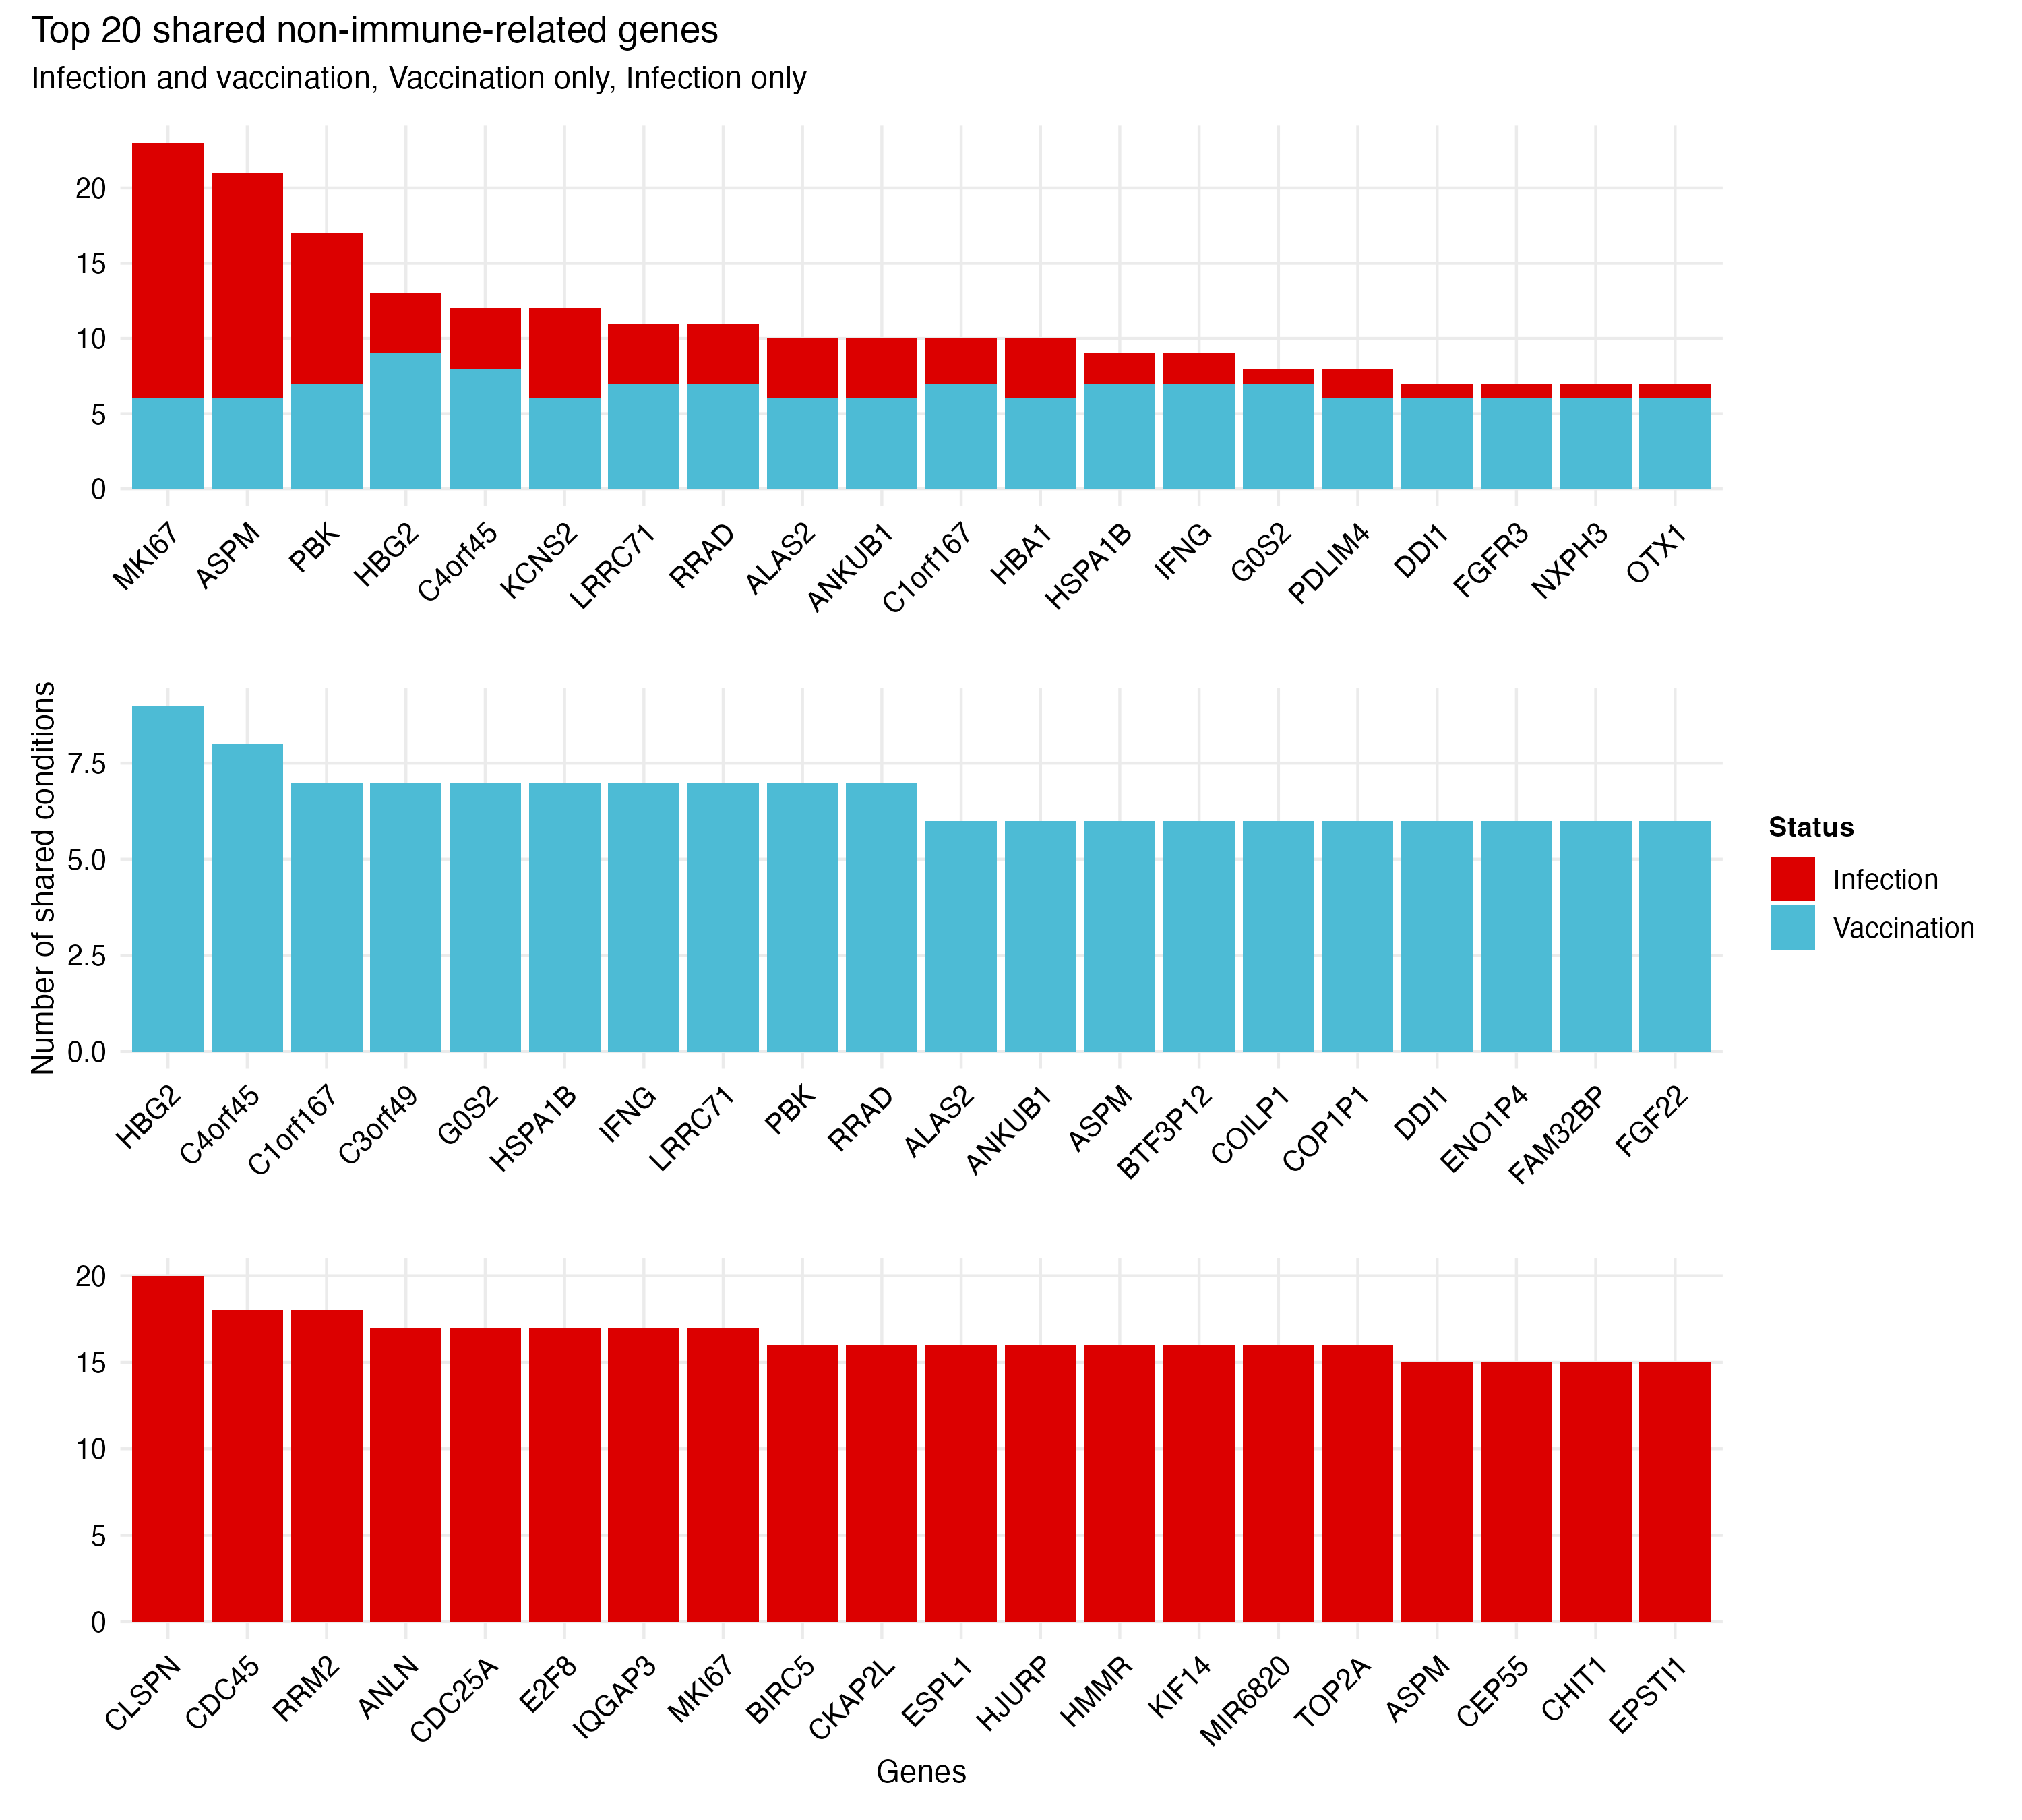 Top 20 shared non-immune-related genes
Infection and vaccination, Vaccination only, Infection only
20
15
10
5
0
MKI67
ASPM
PBK
HBG2
C4orf45
KCNS2
LRRC71
RRAD
ALAS2
ANKUB1
C1orf167
HBA1
HSPA1B
IFNG
G0S2
PDLIM4
DDI1
FGFR3
NXPH3
OTX1
Number of shared conditions
7.5
5.0
2.5
0.0
HBG2
C4orf45
C1orf167
C3orf49
G0S2
HSPA1B
IFNG
LRRC71
PBK
RRAD
ALAS2
ANKUB1
ASPM
BTF3P12
COILP1
COP1P1
DDI1
ENO1P4
FAM32BP
FGF22
Status
Infection
Vaccination
20
15
10
5
0
CLSPN
CDC45
RRM2
ANLN
CDC25A
E2F8
IQGAP3
MKI67
BIRC5
CKAP2L
ESPL1
HJURP
HMMR
KIF14
MIR6820
TOP2A
ASPM
CEP55
CHIT1
EPSTI1
Genes